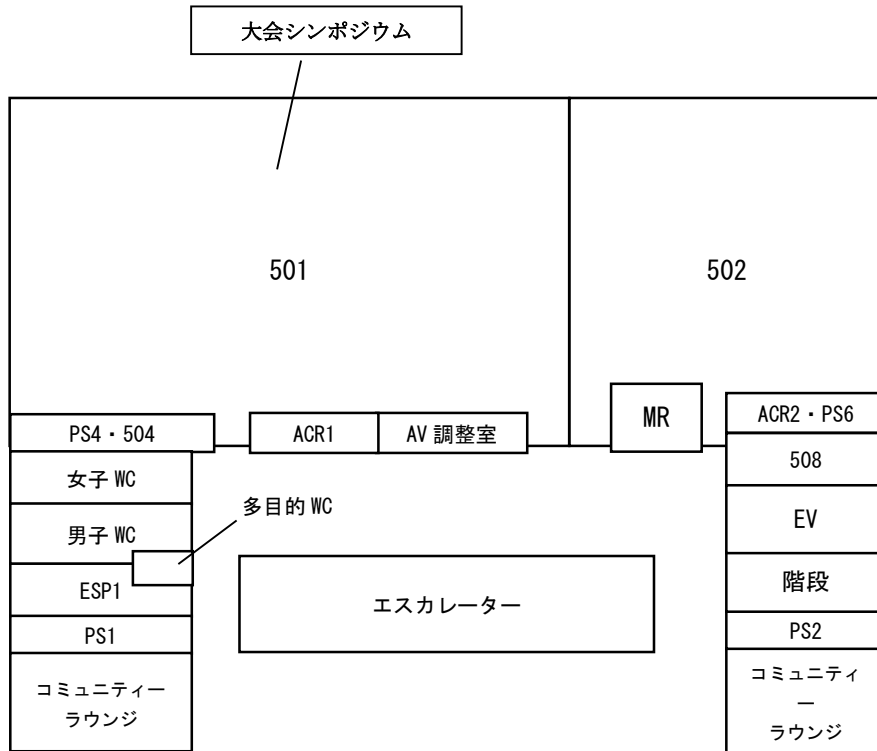 大会シンポジウム
501
502
MR
ACR2・PS6
PS4・504
ACR1
AV 調整室
508
女子 WC
多目的 WC
男子 WC
EV
ESP1
エスカレーター
階段
PS1
PS2
コミュニティー
ラウンジ
コミュニティ
ー
ラウンジ